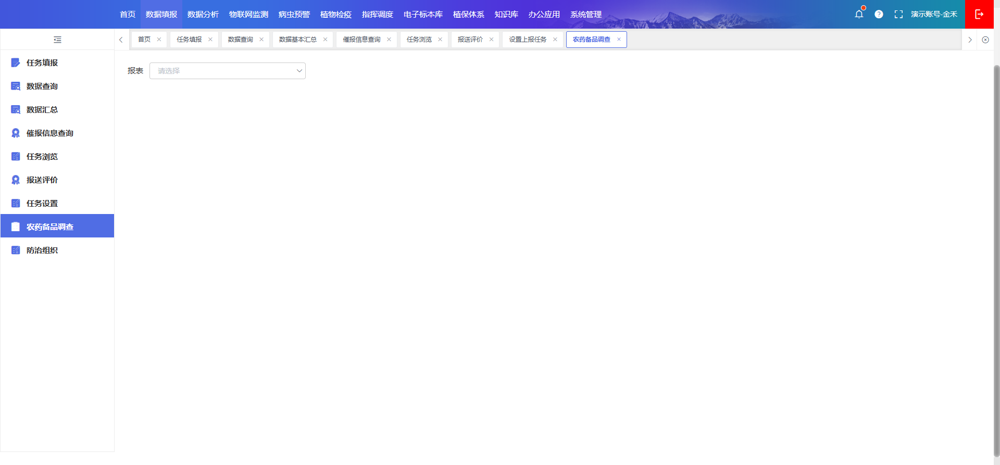 首页 数据填报 数据分析 物联网监测 病虫预警 植物检疫 指挥调度 电子标本库 植保体系 知识库 办公应用 系统管理 演示账号-金禾
首页 任务填报 数据查询 数据基本汇总 催报信息查询 任务浏览 报送评价 设置上报任务 农药备品调查
任务填报
数据查询
数据汇总
催报信息查询
任务浏览
报送评价
任务设置
农药备品调查
防治组织
报表 请选择